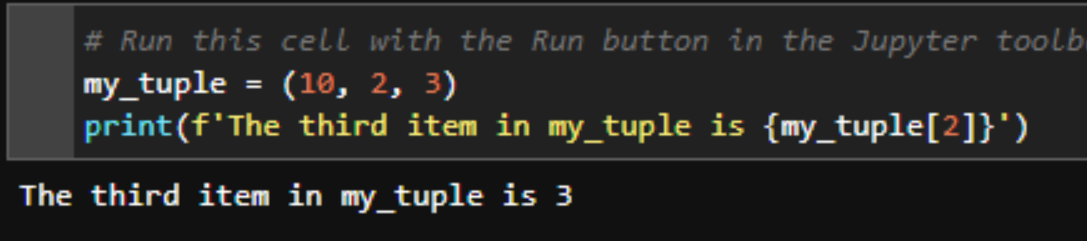 # Run this cell with the Run button in the Jupyter
my_tuple = (10, 2, 3)
print(f'The third item in my_tuple is {my_tuple[2]}')
The third item in my_tuple is 3